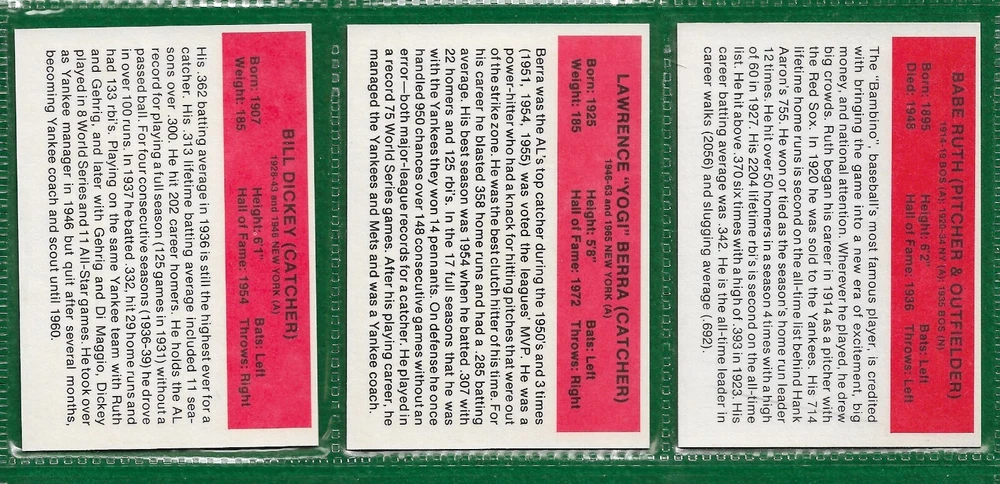 BABE RUTH (PITCHER & OUTFIELDER)
1914-19 BOS (A); 1920-34 NY (A) 1935 BOS (N)
Born: 1895 Height: 6'2" Bats: Left
Died: 1948 Hall of Fame: 1936 Throws: Left
The "Bambino", baseball's most famous player, is credited
with bringing the game into a new era of excitement, big
money, and national attention. Wherever he played, he drew
big crowds. Ruth began his career in 1914 as a pitcher with
the Red Sox. In 1920 he was sold to the Yankees. His 714
lifetime homers is second on the all-time list behind Hank
Aaron's 755. He won or tied as the season's home run leader
12 times. He hit over 50 homers in a season 4 times with a high
of 60 in 1927. His 2204 lifetime rbi's is second on the all-time
list. He hit above .370 six times with a high of .393 in 1923. His
career average was .342. He is the all-time leader in
career walks (2056) and slugging average (.692).
LAWRENCE "YOGI" BERRA (CATCHER)
1946-63 and 1965 NEW YORK (A)
Born: 1925 Height: 5'8" Bats: Left
Weight: 185 Hall of Fame: 1972 Throws: Right
Berra was the AL's top catcher during the 1950's and 3 times
(1951, 1954, 1955) was voted the leagues' MVP. He was a
power-hitter who had a knack for hitting pitches that were out
of the strike zone. He was the best clutch hitter of his time. For
his career he blasted 358 home runs and had a .285 batting
average. His best season was 1954 when he batted .307 with
22 homers and 125 rbi's. In the 17 full seasons that he was
with the Yankees they won 14 pennants. On defense he once
handled 950 chances over 148 consecutive games without an
error—both major-league records for a catcher. He played in
a record 75 World Series games. After his playing career, he
managed the Yankees and Mets and was a Yankee coach.
BILL DICKEY (CATCHER)
1928-43 and 1946 NEW YORK (A)
Born: 1907 Height: 6'1" Bats: Left
Weight: 185 Hall of Fame: 1954 Throws: Right
His .362 batting average in 1936 is still the highest ever for a
catcher. His .313 lifetime batting average included 11 sea-
sons over .300. He hit 202 career homers. He holds the AL
record for playing a full season (125 games in 1931) without a
passed ball. For four consecutive seasons (1936-39) he drove
in over 100 runs. In 1937 he batted .332, hit 29 home runs and
had 133 rbi's. Playing on the same Yankee team with Ruth
and Gehrig, and later with Gehrig and Di Maggio, Dickey
played in 8 World Series and 11 All-Star games. He took over
as Yankee manager in 1946 but quit after several months,
becoming Yankee coach and scout until 1960.